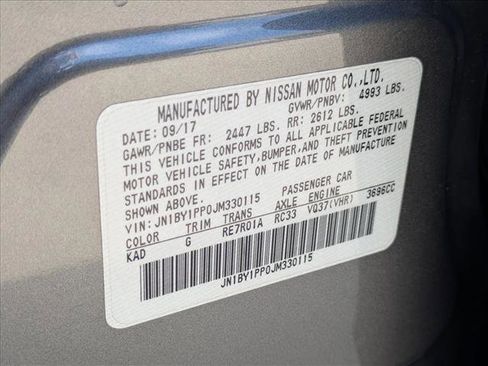 MANUFACTURED BY NISSAN MOTOR CO.,LTD.
DATE: 09/17 GVWR/PNBV: 4993 LBS.
GAWR/PNBE FR: 2447 LBS. RR: 2612 LBS.
THIS VEHICLE CONFORMS TO ALL APPLICABLE FEDERAL
MOTOR VEHICLE SAFETY,BUMPER,AND THEFT PREVENTION
STANDARDS IN EFFECT ON THE DATE OF MANUFACTURE
SHOWN ABOVE.
VIN: JN1BY1PP0JM330115 PASSENGER CAR
COLOR TRIM TRANS AXLE ENGINE
KAD G RE7R01A RC33 VQ37(VHR) 3696CC
JN1BY1PP0JM330115